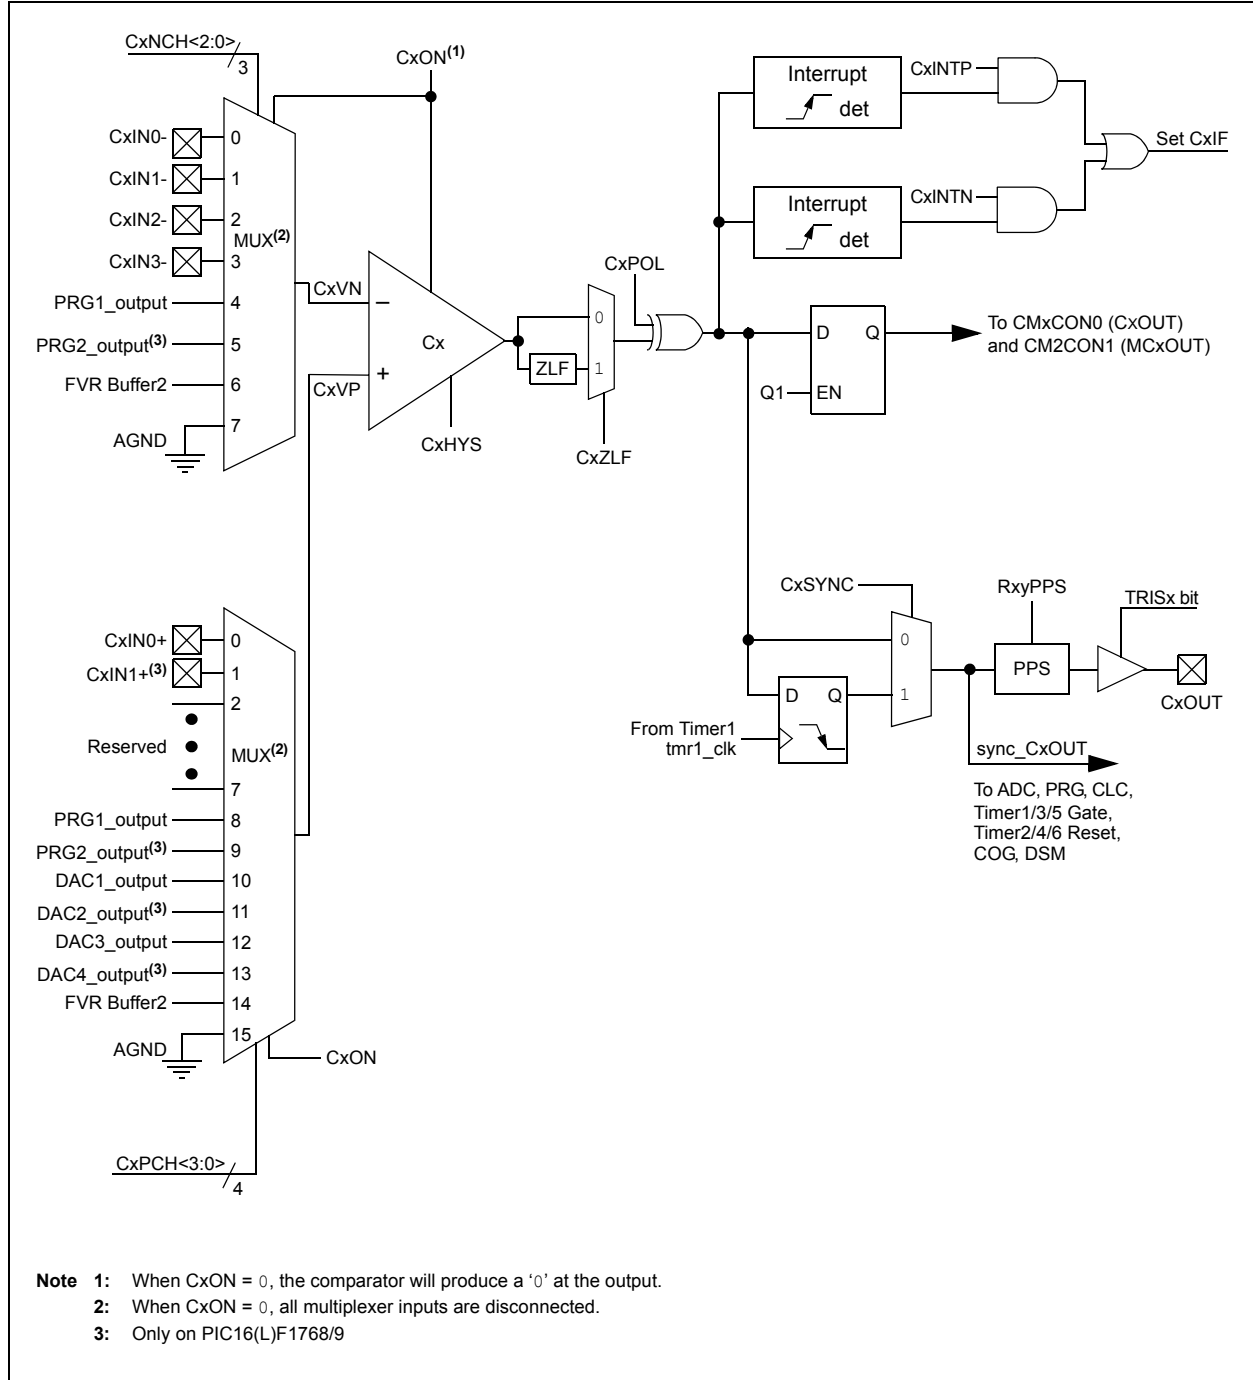 CxNCH<2:0>
3
CxON(1)
CxIN0-
0
CxIN1-
1
CxIN2-
2
MUX(2)
CxIN3-
3
PRG1_output
4
PRG2_output(3)
5
FVR Buffer2
6
7
AGND
CxVN
–
Cx
CxVP
+
CxHYS
0
ZLF
1
CxZLF
CxPOL
Interrupt
det
CxINTP
Interrupt
det
CxINTN
Set CxIF
D
Q
Q1
EN
To CMxCON0 (CxOUT)
and CM2CON1 (MCxOUT)
CxIN0+
0
CxIN1+(3)
1
2
Reserved
MUX(2)
7
PRG1_output
8
PRG2_output(3)
9
DAC1_output
10
DAC2_output(3)
11
DAC3_output
12
DAC4_output(3)
13
FVR Buffer2
14
15
AGND
CxON
CxPCH<3:0>
4
CxSYNC
0
1
D
Q
From Timer1
tmr1_clk
RxyPPS
PPS
TRISx bit
CxOUT
sync_CxOUT
To ADC, PRG, CLC,
Timer1/3/5 Gate,
Timer2/4/6 Reset,
COG, DSM
Note 1: When CxON = 0, the comparator will produce a ‘0’ at the output.
2: When CxON = 0, all multiplexer inputs are disconnected.
3: Only on PIC16(L)F1768/9